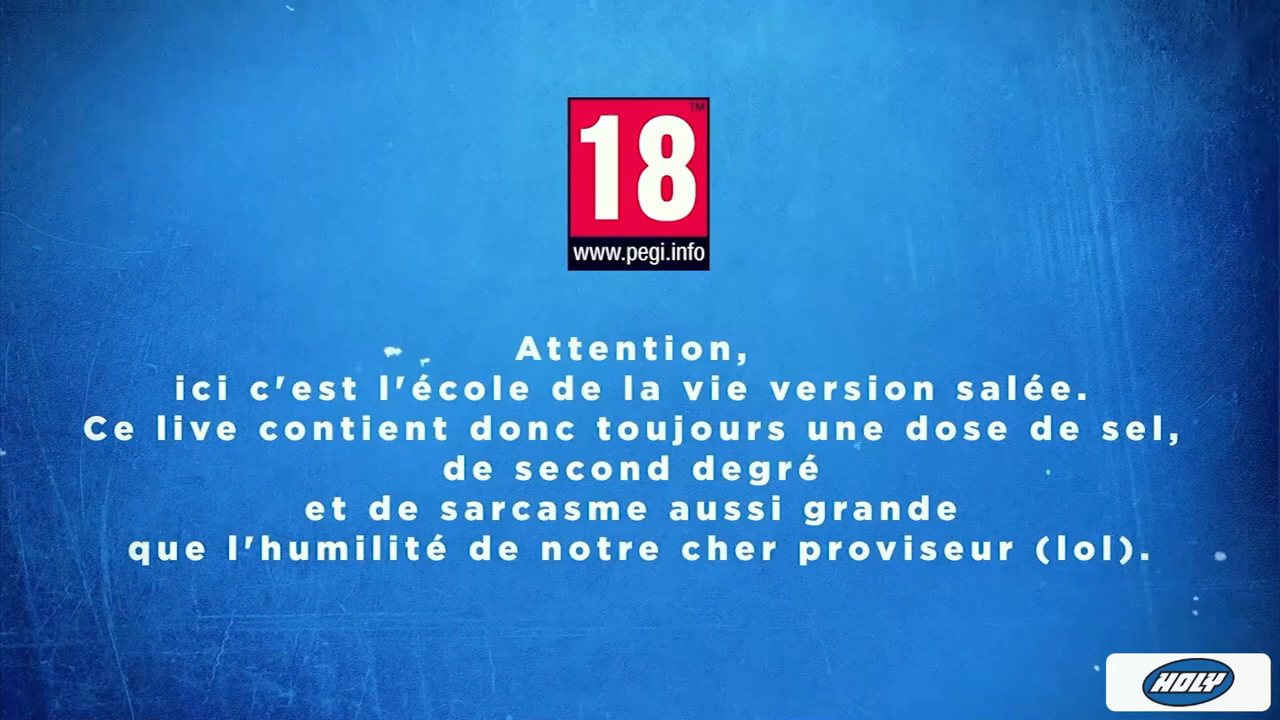 TM
18
www.pegi.info
Attention,
ici c'est l'école de la vie version salée.
Ce live contient donc toujours une dose de sel,
de second degré
et de sarcasme aussi grande
que l'humilité de notre cher proviseur (lol).
HOLY